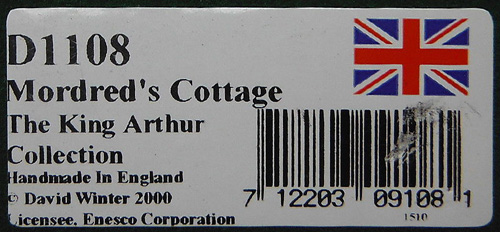 D1108
Mordred's Cottage
The King Arthur
Collection
Handmade In England
© David Winter 2000
Licensee, Enesco Corporation
7 12203 09108 1
1510